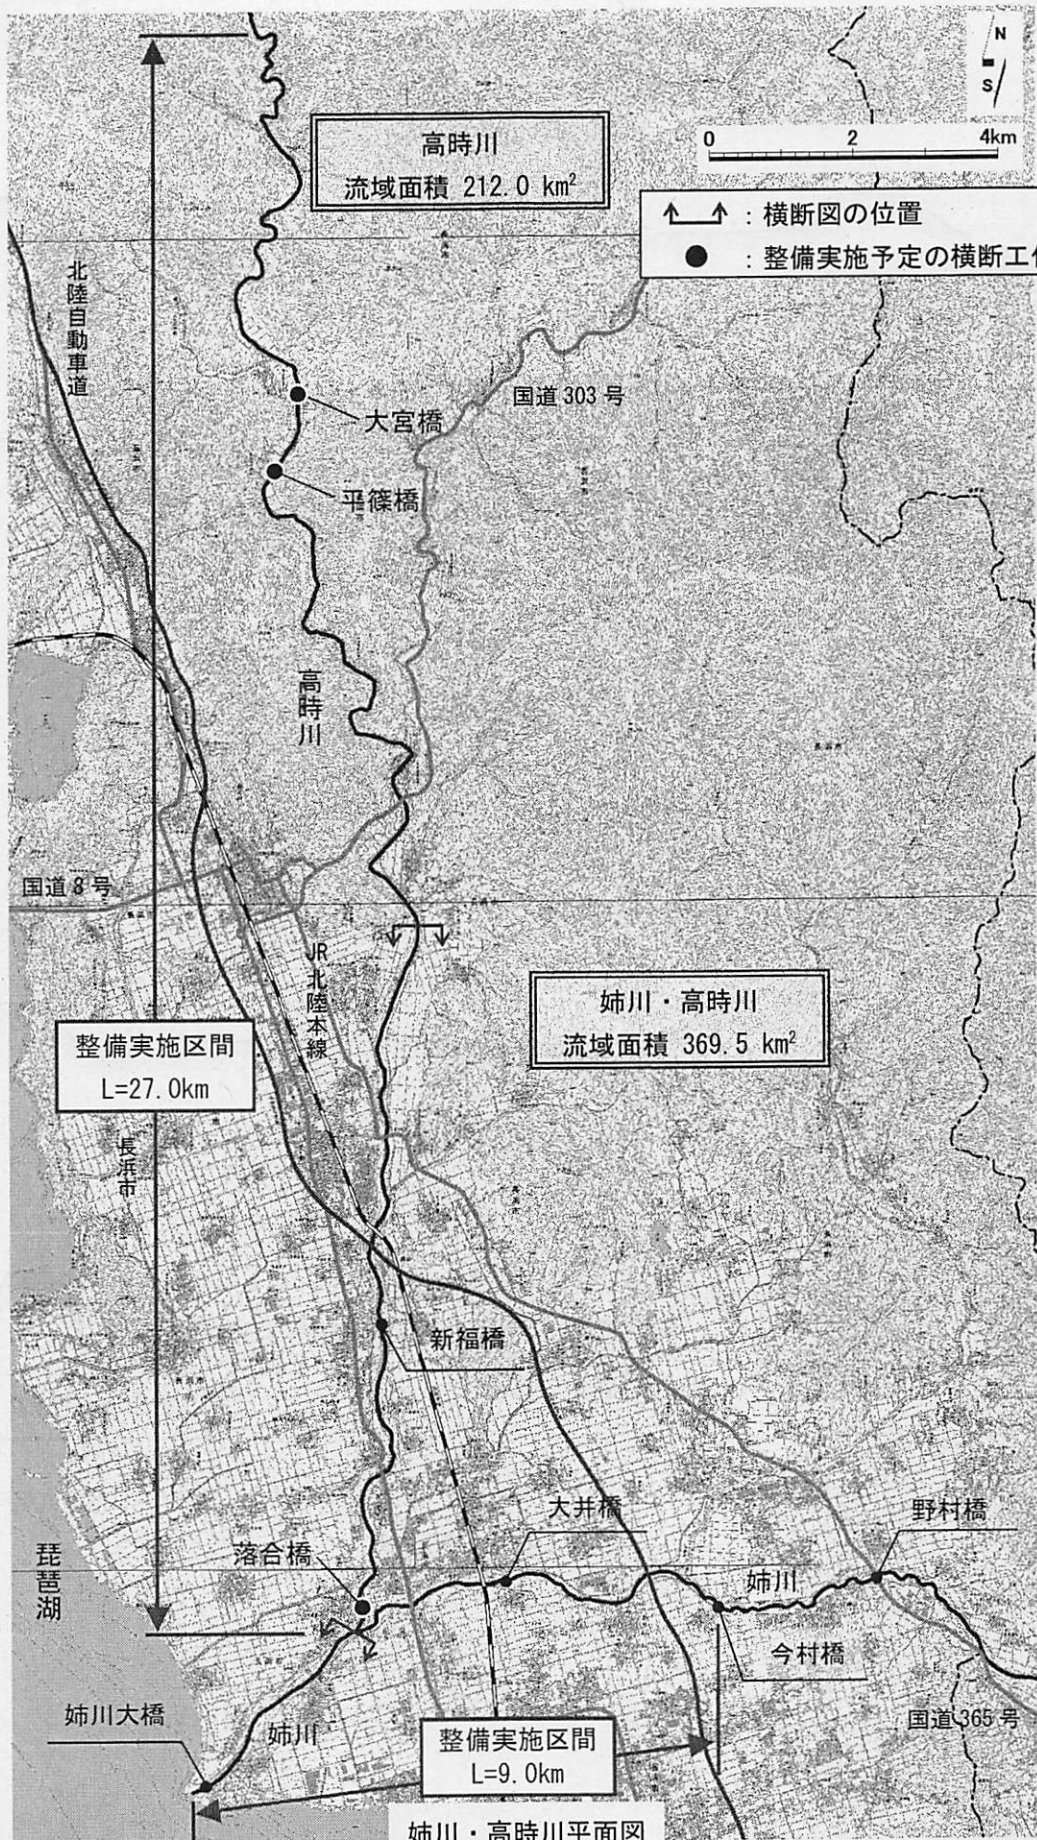 N
S
0 2 4km
高時川
流域面積 212.0 km²
：横断図の位置
：整備実施予定の横断工
北陸自動車道
国道 303 号
大宮橋
平篠橋
高時川
国道 8 号
JR 北陸本線
姉川・高時川
流域面積 369.5 km²
整備実施区間
L=27.0km
長浜市
新福橋
大井橋
野村橋
琵琶湖
落合橋
姉川
今村橋
姉川大橋
姉川
国道 365 号
整備実施区間
L=9.0km
姉川・高時川平面図